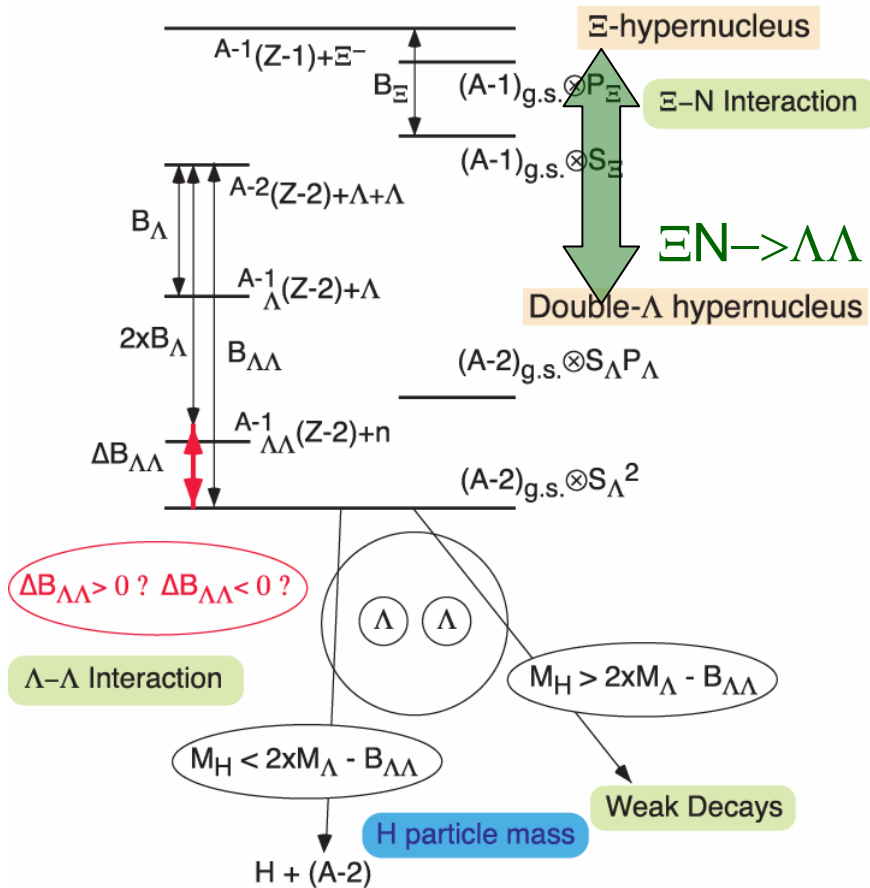 Ξ-hypernucleus
A-1(Z-1)+Ξ-
BΞ
(A-1)g.s.⊗PΞ
Ξ-N Interaction
(A-1)g.s.⊗SΞ
A-2(Z-2)+Λ+Λ
BΛ
ΞN->ΛΛ
A-1Λ(Z-2)+Λ
Double-Λ hypernucleus
2xBΛ
BΛΛ
(A-2)g.s.⊗SΛPΛ
A-1ΛΛ(Z-2)+n
ΔBΛΛ
(A-2)g.s.⊗SΛ2
ΔBΛΛ> 0 ? ΔBΛΛ< 0 ?
Λ Λ
Λ-Λ Interaction
MH > 2xMΛ - BΛΛ
MH < 2xMΛ - BΛΛ
Weak Decays
H particle mass
H + (A-2)